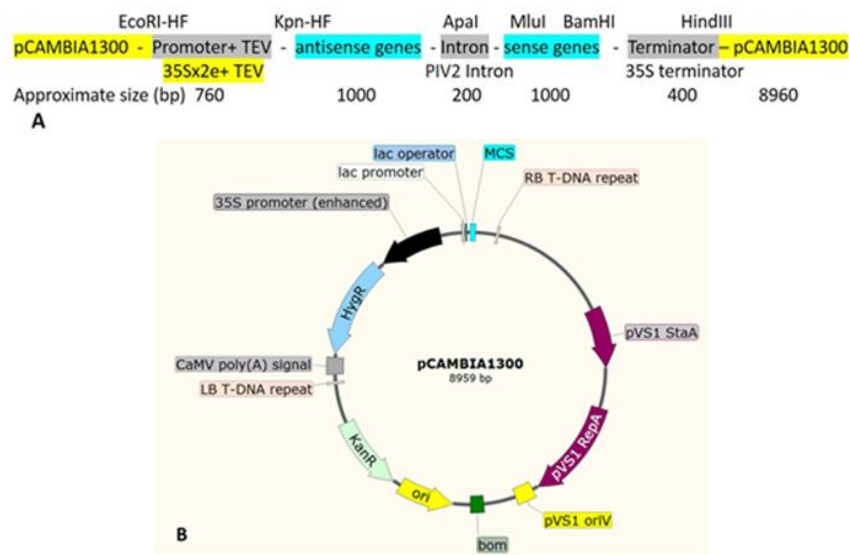 EcoRI-HF Kpn-HF ApaI MluI BamHI HindIII
pCAMBIA1300 - Promoter+ TEV - antisense genes - Intron - sense genes - Terminator – pCAMBIA1300
35Sx2e+ TEV PIV2 Intron 35S terminator
Approximate size (bp) 760 1000 200 1000 400 8960
A
lac operator MCS
lac promoter RB T-DNA repeat
35S promoter (enhanced)
HygR
pVS1 StaA
CaMV poly(A) signal
pCAMBIA1300
8959 bp
LB T-DNA repeat
KanR
pVS1 RepA
ori
pVS1 oriV
B
bom